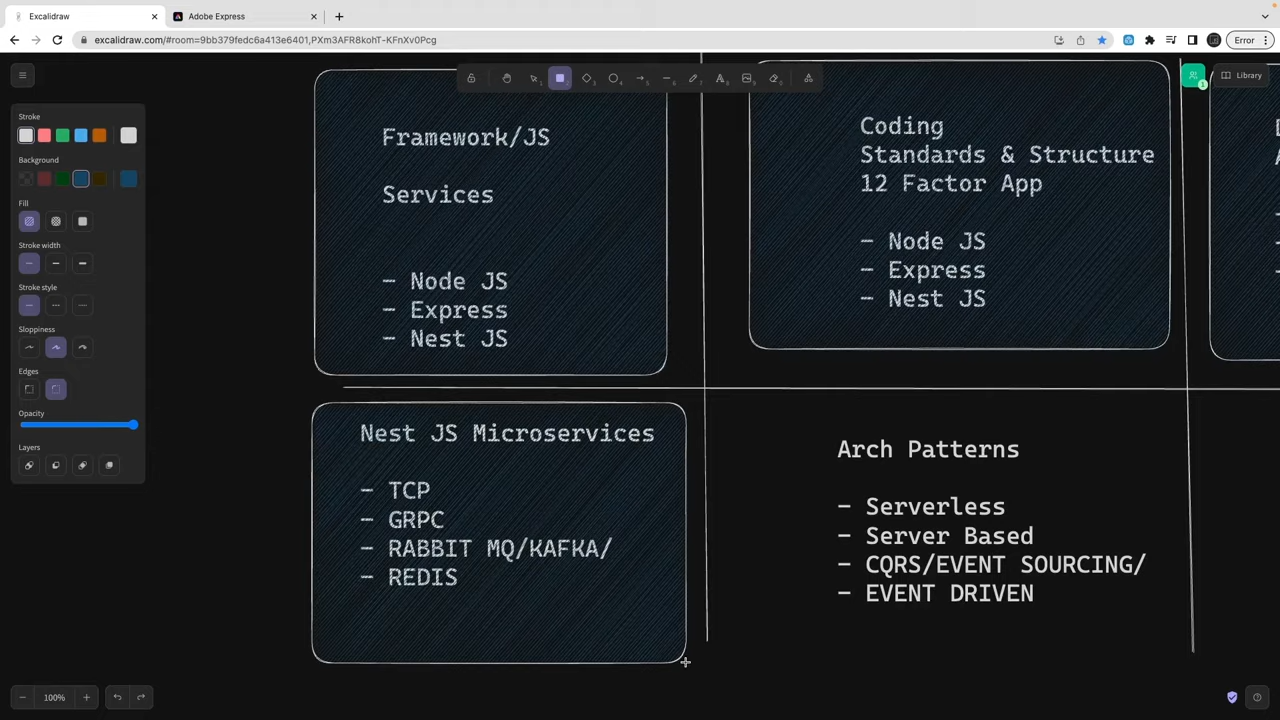 Excalidraw
Adobe Express
excalidraw.com/#room=9bb379fedc6a413e6401,PXm3AFR8kohT-KFnXv0Pcg
Error
Library
Stroke
Background
Fill
Stroke width
Stroke style
Sloppiness
Edges
Opacity
Layers
Framework/JS
Services
- Node JS
- Express
- Nest JS
Coding
Standards & Structure
12 Factor App
- Node JS
- Express
- Nest JS
Nest JS Microservices
- TCP
- GRPC
- RABBIT MQ/KAFKA/
- REDIS
Arch Patterns
- Serverless
- Server Based
- CQRS/EVENT SOURCING/
- EVENT DRIVEN
100%